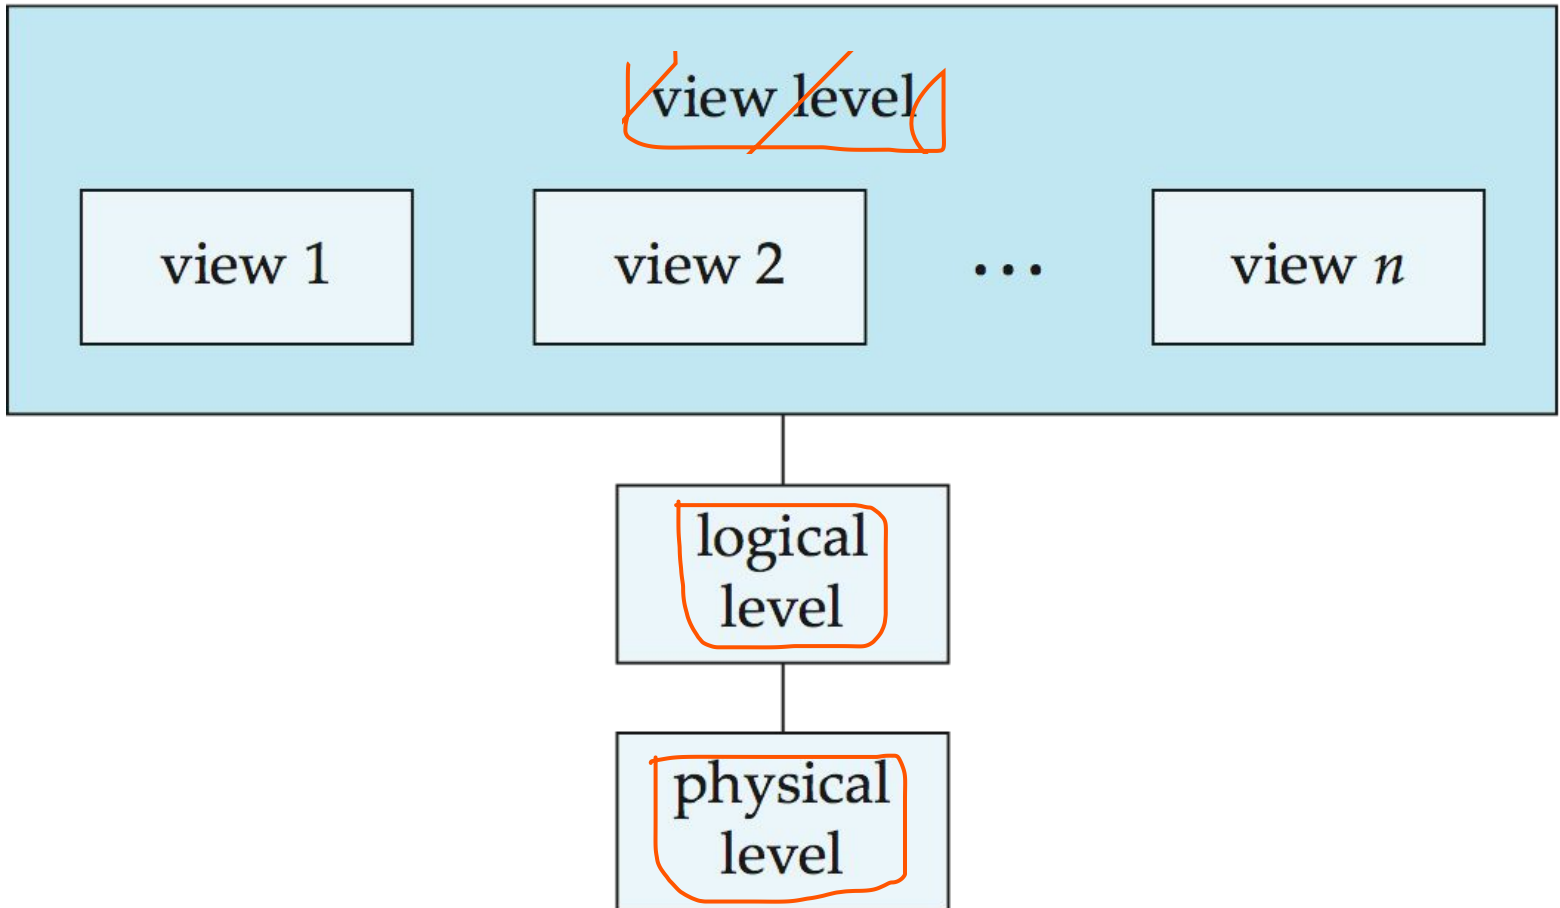 view level
view 1 view 2 ... view n
logical
level
physical
level